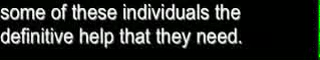 some of these individuals the
definitive help that they need.